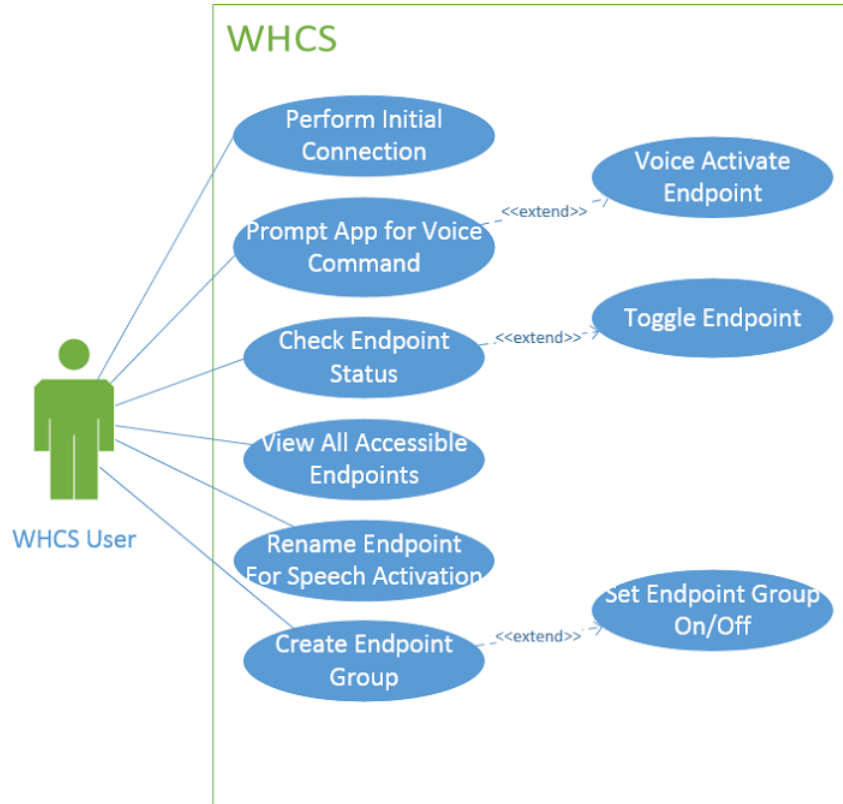 WHCS
Perform Initial
Connection
Voice Activate
Endpoint
<<extend>>
Prompt App for Voice
Command
Toggle Endpoint
<<extend>>
Check Endpoint
Status
View All Accessible
Endpoints
WHCS User
Rename Endpoint
For Speech Activation
Set Endpoint Group
On/Off
<<extend>>
Create Endpoint
Group